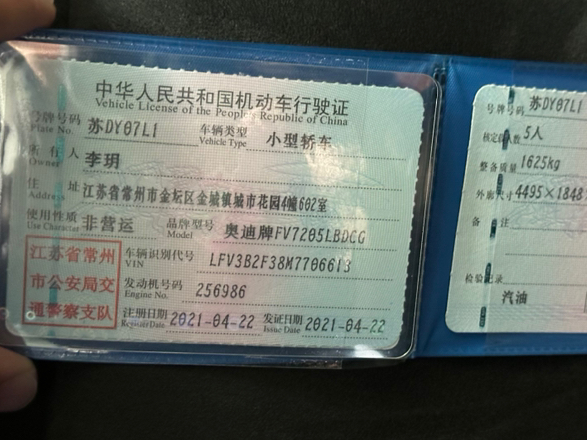 中华人民共和国机动车行驶证
Vehicle License of the People's Republic of China
号牌号码 苏DY07L1 车辆类型 小型轿车
Plate No. Vehicle Type
所有人 李玥
Owner
住址 江苏省常州市金坛区金城镇城市花园4幢602室
Address
使用性质 非营运 品牌型号 奥迪牌FV7205LBDCG
Use Character Model
江苏省常州
市公安局交
通警察支队
车辆识别代号 LFV3B2F38M7706613
VIN
发动机号码 256986
Engine No.
注册日期 2021-04-22 发证日期 2021-04-22
Register Date Issue Date
号牌号码 苏DY07L1
核定 人数 5人
整备质量 1625kg
外廓尺寸 4495×1848
备注
检验记录
汽油